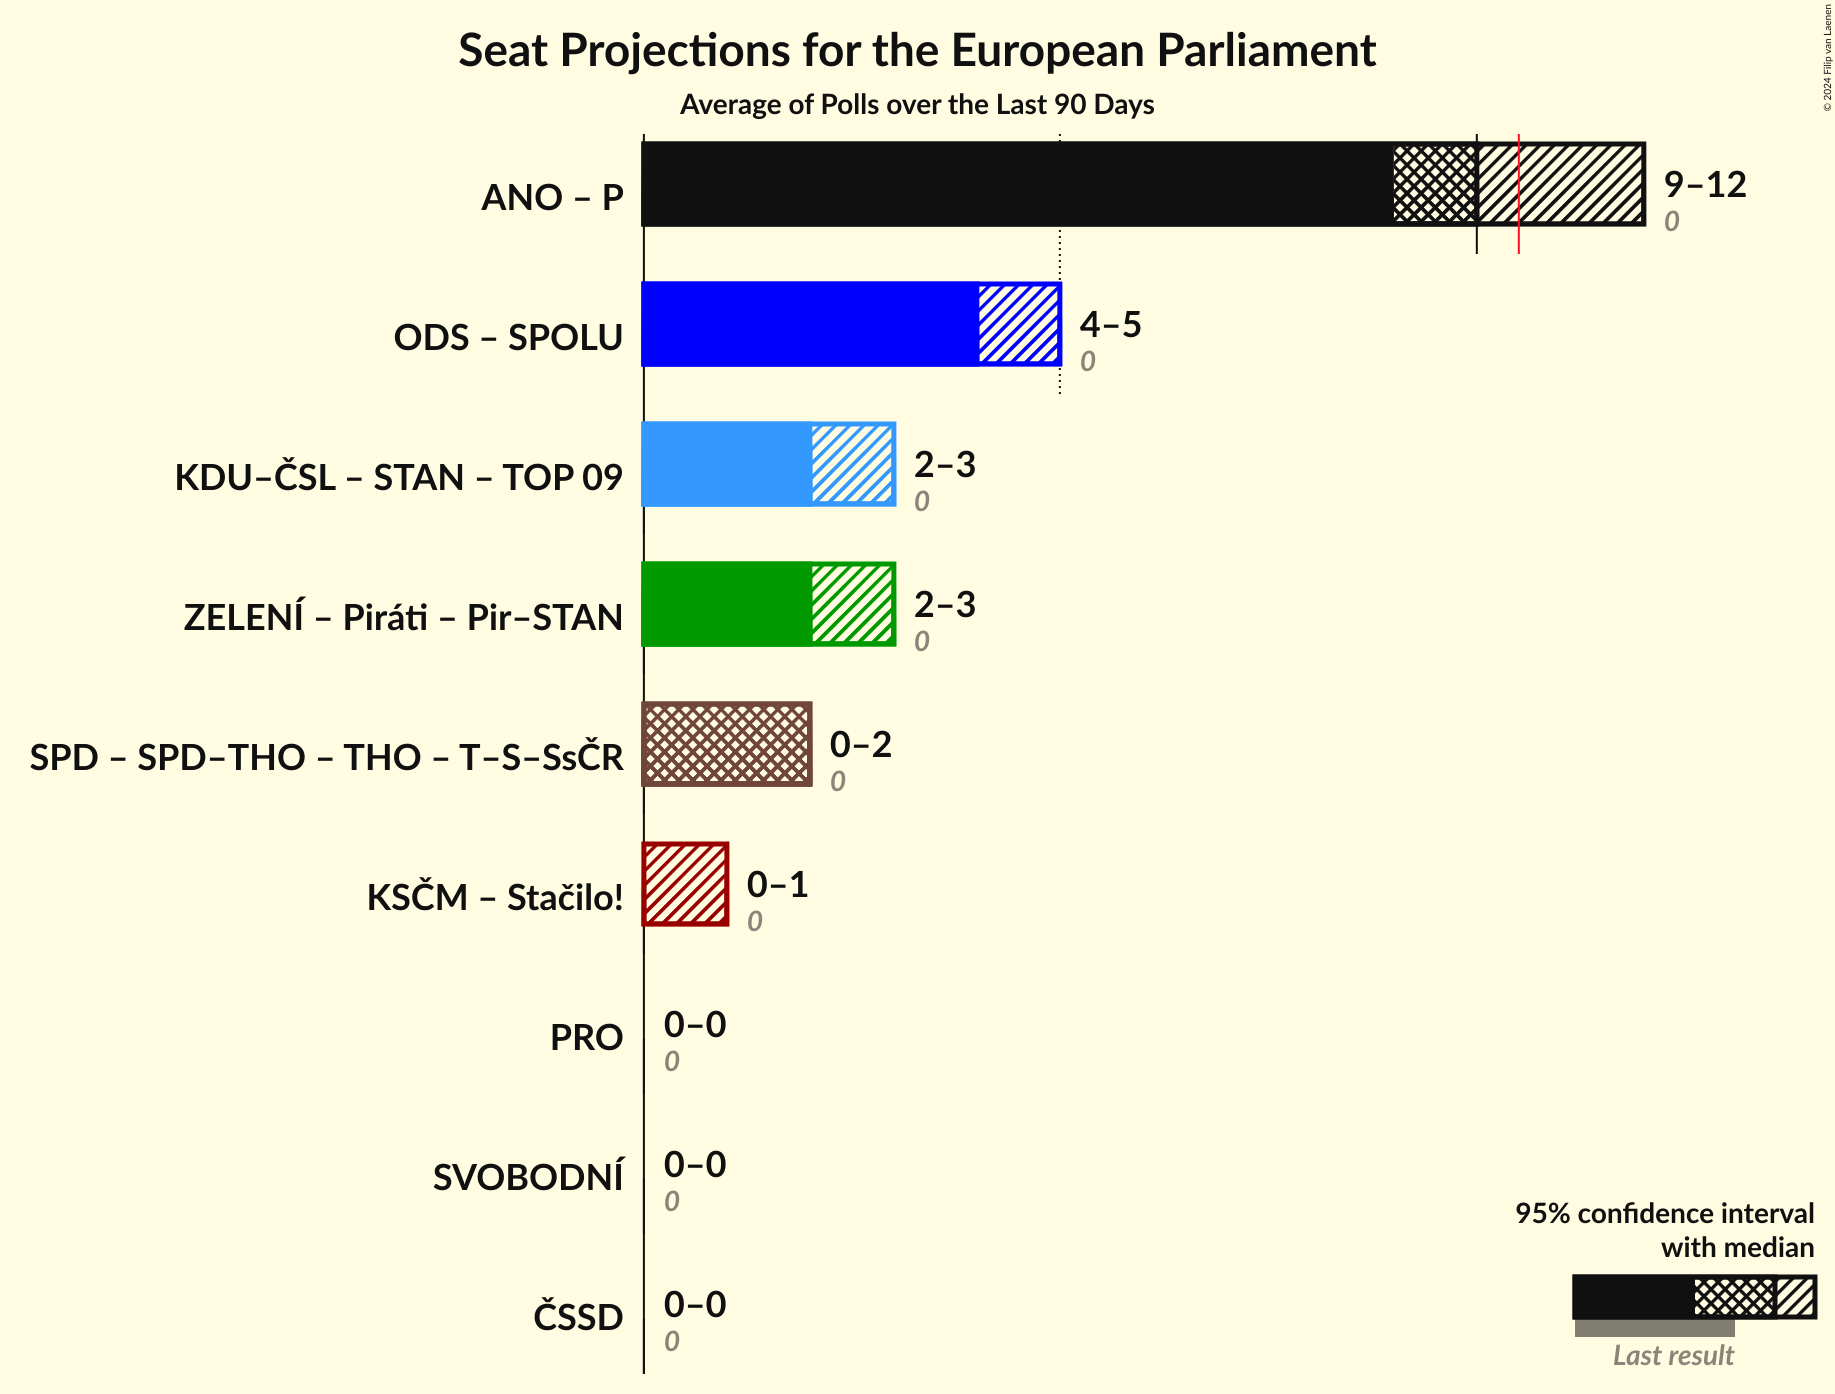 Seat Projections for the European Parliament
Average of Polls over the Last 90 Days
© 2024 Filip van Laenen
ANO – P
9–12
0
ODS – SPOLU
4–5
0
KDU–ČSL – STAN – TOP 09
2–3
0
ZELENÍ – Piráti – Pir–STAN
2–3
0
SPD – SPD–THO – THO – T–S–SsČR
0–2
0
KSČM – Stačilo!
0–1
0
PRO
0–0
0
SVOBODNÍ
0–0
0
ČSSD
0–0
0
95% confidence interval
with median
Last result